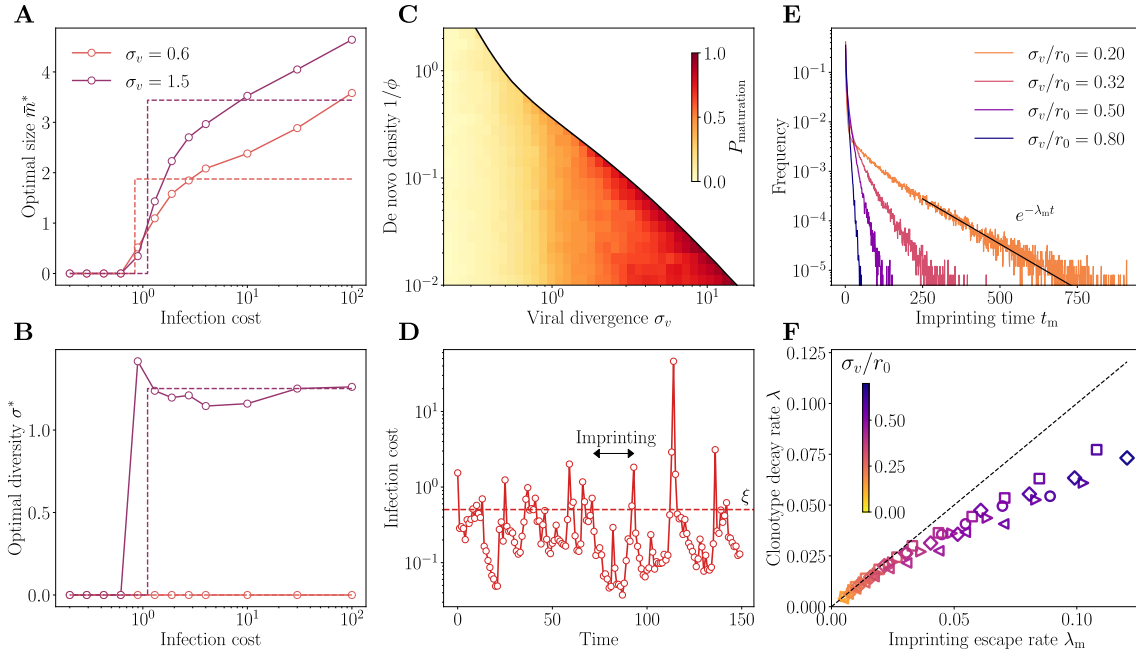 A
Optimal size m̄*
4
2
0
σ_v = 0.6
σ_v = 1.5
10^0
10^1
10^2
Infection cost
B
Optimal diversity σ*
1.0
0.0
10^0
10^1
10^2
Infection cost
C
De novo density 1/ϕ
10^0
10^-1
10^-2
1.0
0.5
0.0
P_maturation
10^0
10^1
Viral divergence σ_v
D
Infection cost
10^1
10^0
10^-1
Imprinting
ξ
0
50
100
150
Time
E
Frequency
10^-1
10^-2
10^-3
10^-4
10^-5
σ_v/r_0 = 0.20
σ_v/r_0 = 0.32
σ_v/r_0 = 0.50
σ_v/r_0 = 0.80
e^{-λ_m t}
0
250
500
750
Imprinting time t_m
F
Clonotype decay rate λ
0.125
0.100
0.075
0.050
0.025
0.000
σ_v/r_0
0.50
0.25
0.00
0.00
0.05
0.10
Imprinting escape rate λ_m